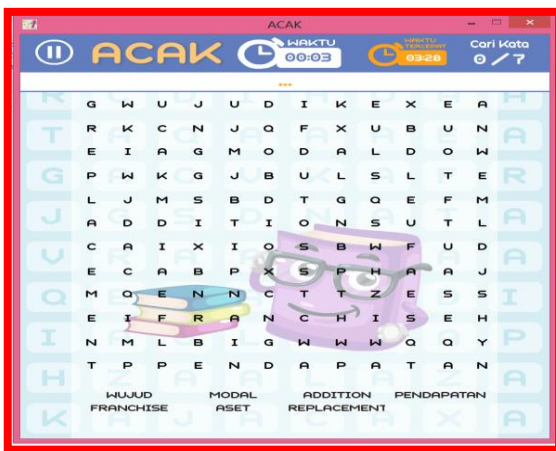 ACAK
ACAK
WAKTU
00:03
WAKTU
TERCEPAT
03:28
Cari Kata
0/7
...
G W U J U D I K E X E A
R K C N J Q F X U B U N
E I A G M O D A L D O W
P W K G J B U L S L T E
L J M S B D T G Q E F M
A D D I T I O N S U T L
C A I X I O S B W F U D
E C A B P X S P H A A J
M Q E N N C T T Z E S S
E I F R A N C H I S E H
N M L B I G W W W Q Q Y
T P P E N D A P A T A N
WUJUD MODAL ADDITION PENDAPATAN
FRANCHISE ASET REPLACEMENT